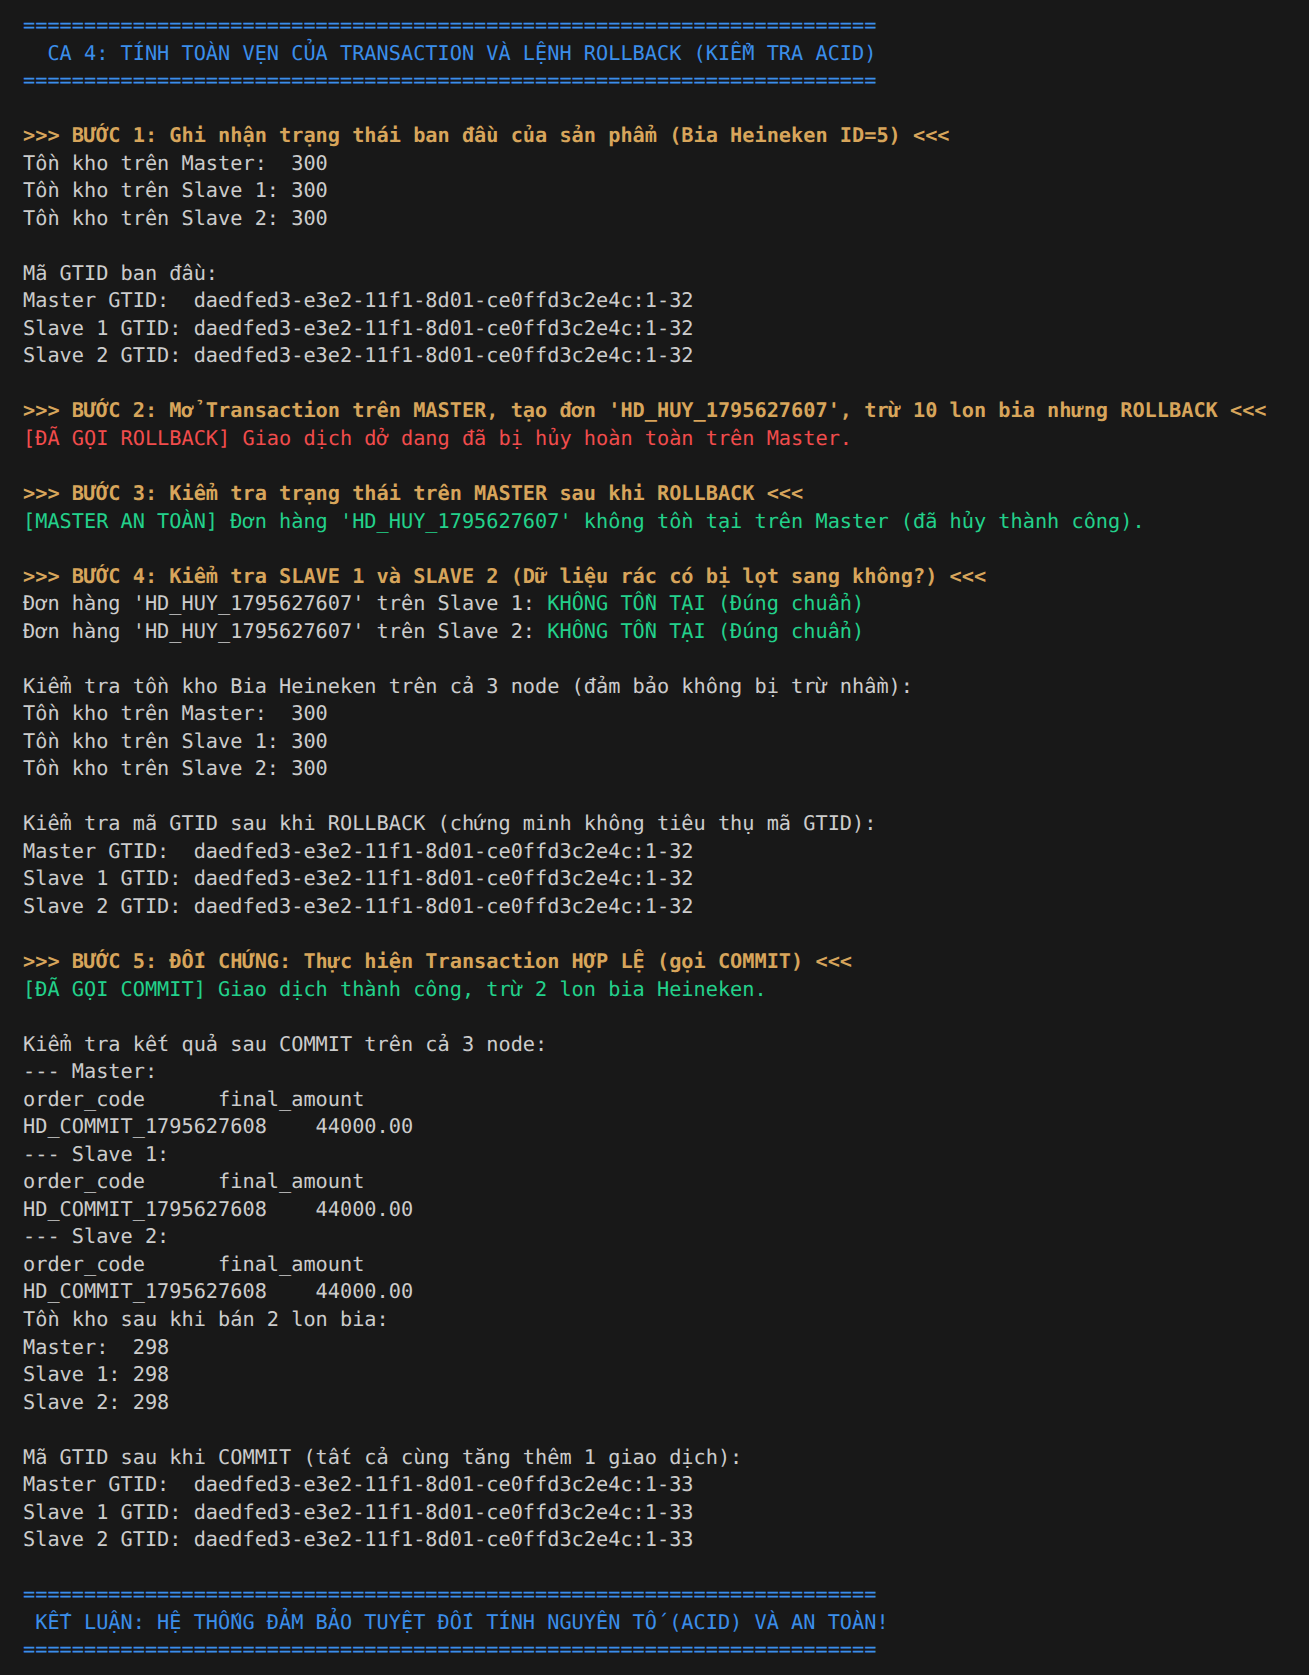 ======================================================================
  CA 4: TÍNH TOÀN VẸN CỦA TRANSACTION VÀ LỆNH ROLLBACK (KIỂM TRA ACID)
======================================================================

>>> BƯỚC 1: Ghi nhận trạng thái ban đầu của sản phẩm (Bia Heineken ID=5) <<<
Tồn kho trên Master:  300
Tồn kho trên Slave 1: 300
Tồn kho trên Slave 2: 300

Mã GTID ban đầu:
Master GTID:  daedfed3-e3e2-11f1-8d01-ce0ffd3c2e4c:1-32
Slave 1 GTID: daedfed3-e3e2-11f1-8d01-ce0ffd3c2e4c:1-32
Slave 2 GTID: daedfed3-e3e2-11f1-8d01-ce0ffd3c2e4c:1-32

>>> BƯỚC 2: Mở Transaction trên MASTER, tạo đơn 'HD_HUY_1795627607', trừ 10 lon bia nhưng ROLLBACK <<<
[ĐÃ GỌI ROLLBACK] Giao dịch dở dang đã bị hủy hoàn toàn trên Master.

>>> BƯỚC 3: Kiểm tra trạng thái trên MASTER sau khi ROLLBACK <<<
[MASTER AN TOÀN] Đơn hàng 'HD_HUY_1795627607' không tồn tại trên Master (đã hủy thành công).

>>> BƯỚC 4: Kiểm tra SLAVE 1 và SLAVE 2 (Dữ liệu rác có bị lọt sang không?) <<<
Đơn hàng 'HD_HUY_1795627607' trên Slave 1: KHÔNG TỒN TẠI (Đúng chuẩn)
Đơn hàng 'HD_HUY_1795627607' trên Slave 2: KHÔNG TỒN TẠI (Đúng chuẩn)

Kiểm tra tồn kho Bia Heineken trên cả 3 node (đảm bảo không bị trừ nhầm):
Tồn kho trên Master:  300
Tồn kho trên Slave 1: 300
Tồn kho trên Slave 2: 300

Kiểm tra mã GTID sau khi ROLLBACK (chứng minh không tiêu thụ mã GTID):
Master GTID:  daedfed3-e3e2-11f1-8d01-ce0ffd3c2e4c:1-32
Slave 1 GTID: daedfed3-e3e2-11f1-8d01-ce0ffd3c2e4c:1-32
Slave 2 GTID: daedfed3-e3e2-11f1-8d01-ce0ffd3c2e4c:1-32

>>> BƯỚC 5: ĐỐI CHỨNG: Thực hiện Transaction HỢP LỆ (gọi COMMIT) <<<
[ĐÃ GỌI COMMIT] Giao dịch thành công, trừ 2 lon bia Heineken.

Kiểm tra kết quả sau COMMIT trên cả 3 node:
--- Master:
order_code      final_amount
HD_COMMIT_1795627608    44000.00
--- Slave 1:
order_code      final_amount
HD_COMMIT_1795627608    44000.00
--- Slave 2:
order_code      final_amount
HD_COMMIT_1795627608    44000.00
Tồn kho sau khi bán 2 lon bia:
Master:  298
Slave 1: 298
Slave 2: 298

Mã GTID sau khi COMMIT (tất cả cùng tăng thêm 1 giao dịch):
Master GTID:  daedfed3-e3e2-11f1-8d01-ce0ffd3c2e4c:1-33
Slave 1 GTID: daedfed3-e3e2-11f1-8d01-ce0ffd3c2e4c:1-33
Slave 2 GTID: daedfed3-e3e2-11f1-8d01-ce0ffd3c2e4c:1-33

======================================================================
 KẾT LUẬN: HỆ THỐNG ĐẢM BẢO TUYỆT ĐỐI TÍNH NGUYÊN TỐ (ACID) VÀ AN TOÀN!
======================================================================